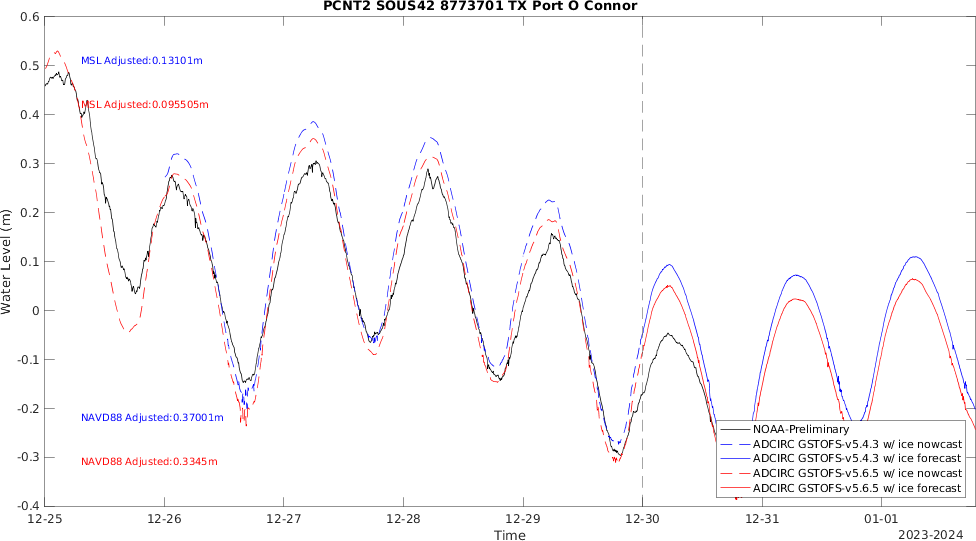 PCNT2 SOUS42 8773701 TX Port O Connor
0.6
0.5
0.4
0.3
0.2
0.1
0
-0.1
-0.2
-0.3
-0.4
Water Level (m)
MSL Adjusted:0.13101m
MSL Adjusted:0.095505m
NAVD88 Adjusted:0.37001m
NAVD88 Adjusted:0.3345m
NOAA-Preliminary
ADCIRC GSTOFS-v5.4.3 w/ ice nowcast
ADCIRC GSTOFS-v5.4.3 w/ ice forecast
ADCIRC GSTOFS-v5.6.5 w/ ice nowcast
ADCIRC GSTOFS-v5.6.5 w/ ice forecast
12-25 12-26 12-27 12-28 12-29 12-30 12-31 01-01
Time
2023-2024